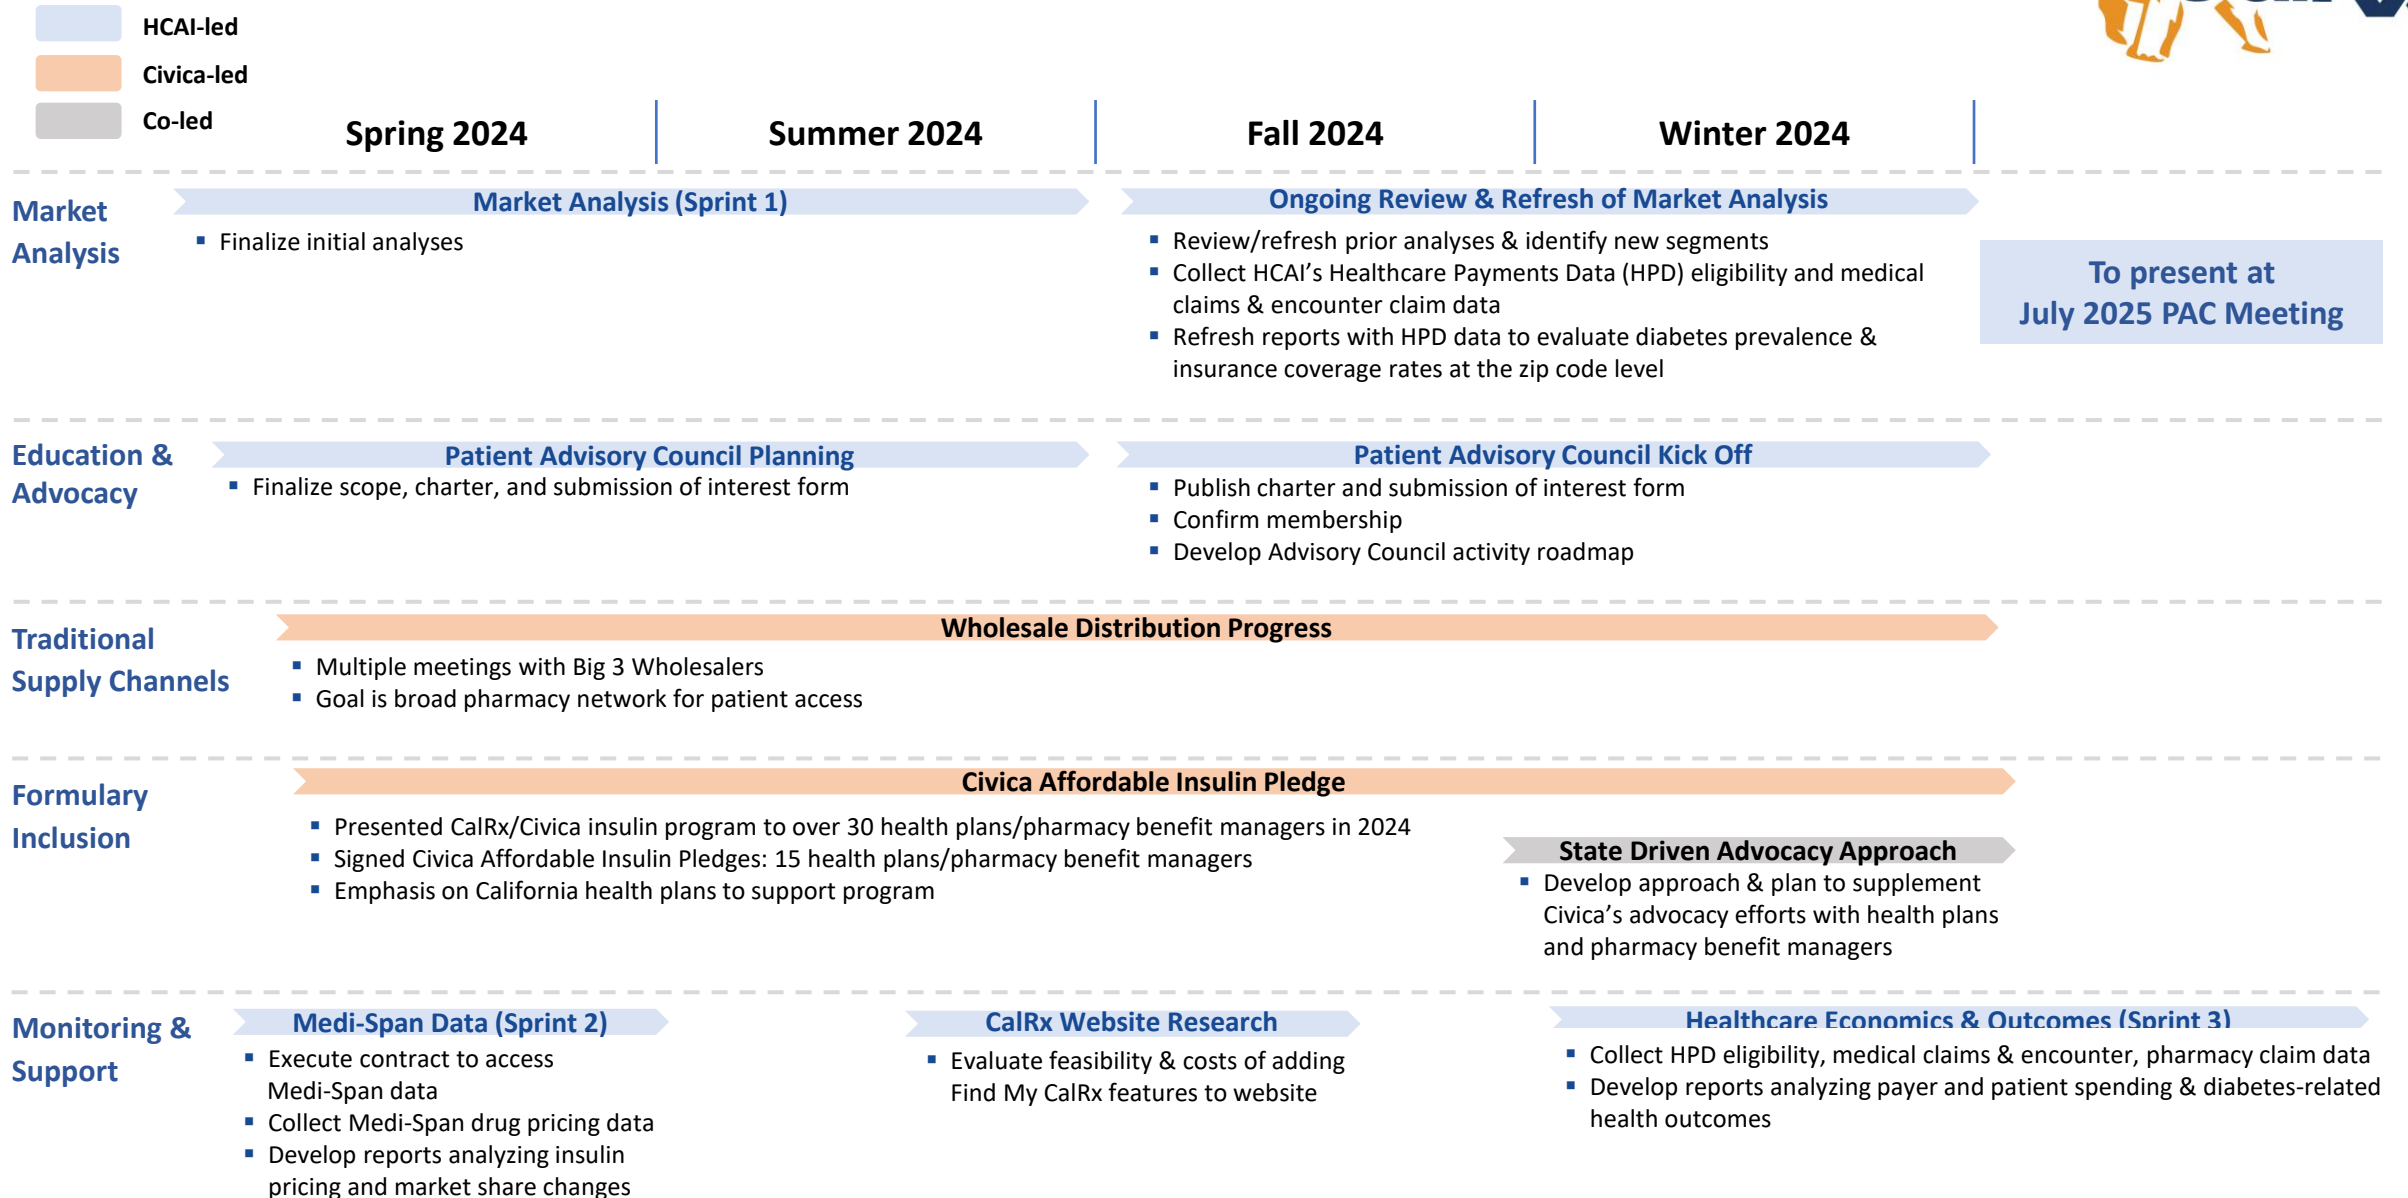 HCAI-led
Civica-led
Co-led
Spring 2024
Summer 2024
Fall 2024
Winter 2024
Market
Analysis
Market Analysis (Sprint 1)
▪ Finalize initial analyses
Ongoing Review & Refresh of Market Analysis
▪ Review/refresh prior analyses & identify new segments
▪ Collect HCAI’s Healthcare Payments Data (HPD) eligibility and medical
claims & encounter claim data
▪ Refresh reports with HPD data to evaluate diabetes prevalence &
insurance coverage rates at the zip code level
To present at
July 2025 PAC Meeting
Education &
Advocacy
Patient Advisory Council Planning
▪ Finalize scope, charter, and submission of interest form
Patient Advisory Council Kick Off
▪ Publish charter and submission of interest form
▪ Confirm membership
▪ Develop Advisory Council activity roadmap
Traditional
Supply Channels
Wholesale Distribution Progress
▪ Multiple meetings with Big 3 Wholesalers
▪ Goal is broad pharmacy network for patient access
Formulary
Inclusion
Civica Affordable Insulin Pledge
▪ Presented CalRx/Civica insulin program to over 30 health plans/pharmacy benefit managers in 2024
▪ Signed Civica Affordable Insulin Pledges: 15 health plans/pharmacy benefit managers
▪ Emphasis on California health plans to support program
State Driven Advocacy Approach
▪ Develop approach & plan to supplement
Civica’s advocacy efforts with health plans
and pharmacy benefit managers
Monitoring &
Support
Medi-Span Data (Sprint 2)
▪ Execute contract to access
Medi-Span data
▪ Collect Medi-Span drug pricing data
▪ Develop reports analyzing insulin
pricing and market share changes
CalRx Website Research
▪ Evaluate feasibility & costs of adding
Find My CalRx features to website
Healthcare Economics & Outcomes (Sprint 3)
▪ Collect HPD eligibility, medical claims & encounter, pharmacy claim data
▪ Develop reports analyzing payer and patient spending & diabetes-related
health outcomes